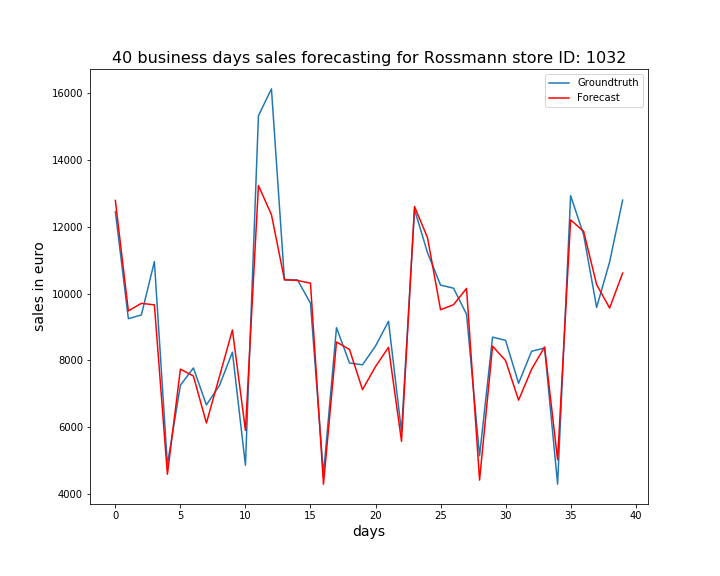 40 business days sales forecasting for Rossmann store ID: 1032
Groundtruth
Forecast
16000
14000
12000
10000
8000
6000
4000
sales in euro
0 5 10 15 20 25 30 35 40
days